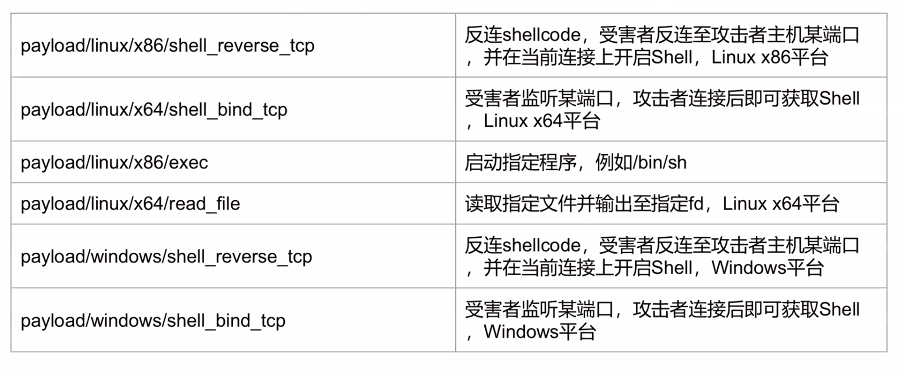 payload/linux/x86/shell_reverse_tcp
反连shellcode，受害者反连至攻击者主机某端口
，并在当前连接上开启Shell，Linux x86平台
payload/linux/x64/shell_bind_tcp
受害者监听某端口，攻击者连接后即可获取Shell
，Linux x64平台
payload/linux/x86/exec
启动指定程序，例如/bin/sh
payload/linux/x64/read_file
读取指定文件并输出至指定fd，Linux x64平台
payload/windows/shell_reverse_tcp
反连shellcode，受害者反连至攻击者主机某端口
，并在当前连接上开启Shell，Windows平台
payload/windows/shell_bind_tcp
受害者监听某端口，攻击者连接后即可获取Shell
，Windows平台